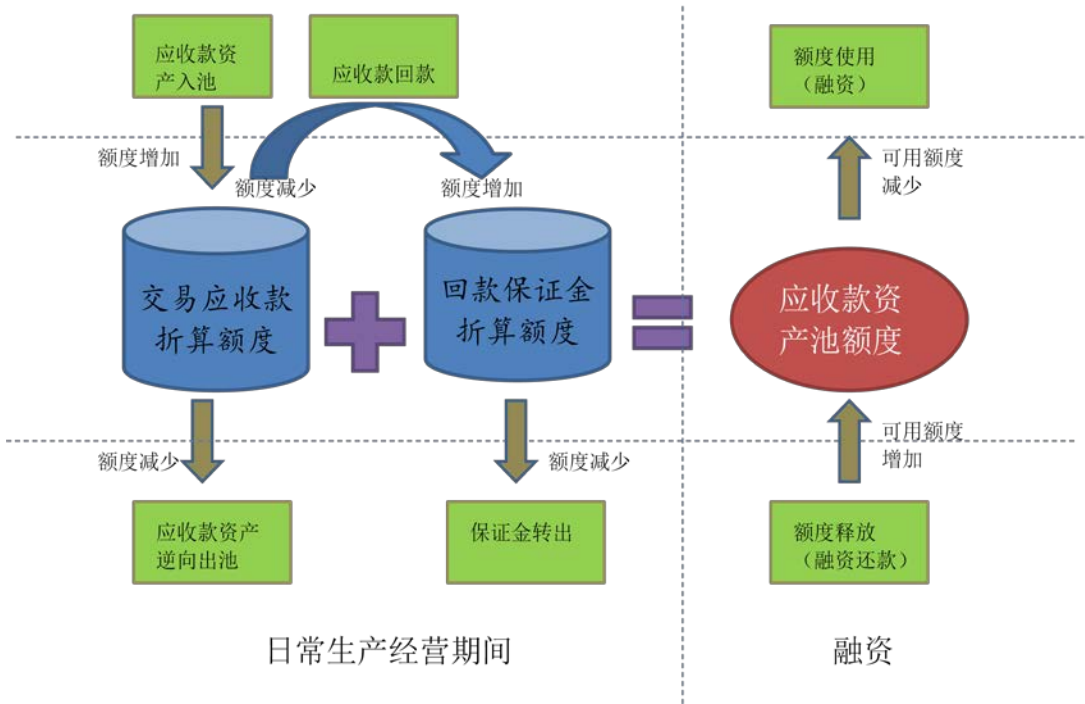 应收款资
产入池
应收款回款
额度使用
（融资）
额度增加
额度减少
额度增加
可用额度
减少
交易应收款
折算额度
回款保证金
折算额度
应收款资
产池额度
额度减少
额度减少
可用额度
增加
应收款资产
逆向出池
保证金转出
额度释放
（融资还款）
日常生产经营期间
融资